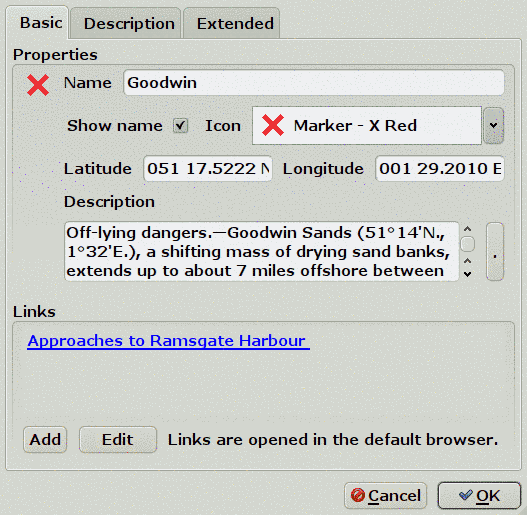 Basic Description Extended
Properties
Name Goodwin
Show name Icon Marker - X Red
Latitude 051 17.5222 N Longitude 001 29.2010 E
Description
Off-lying dangers.—Goodwin Sands (51°14'N.,
1°32'E.), a shifting mass of drying sand banks,
extends up to about 7 miles offshore between
.
Links
Approaches to Ramsgate Harbour
Add Edit Links are opened in the default browser.
Cancel OK